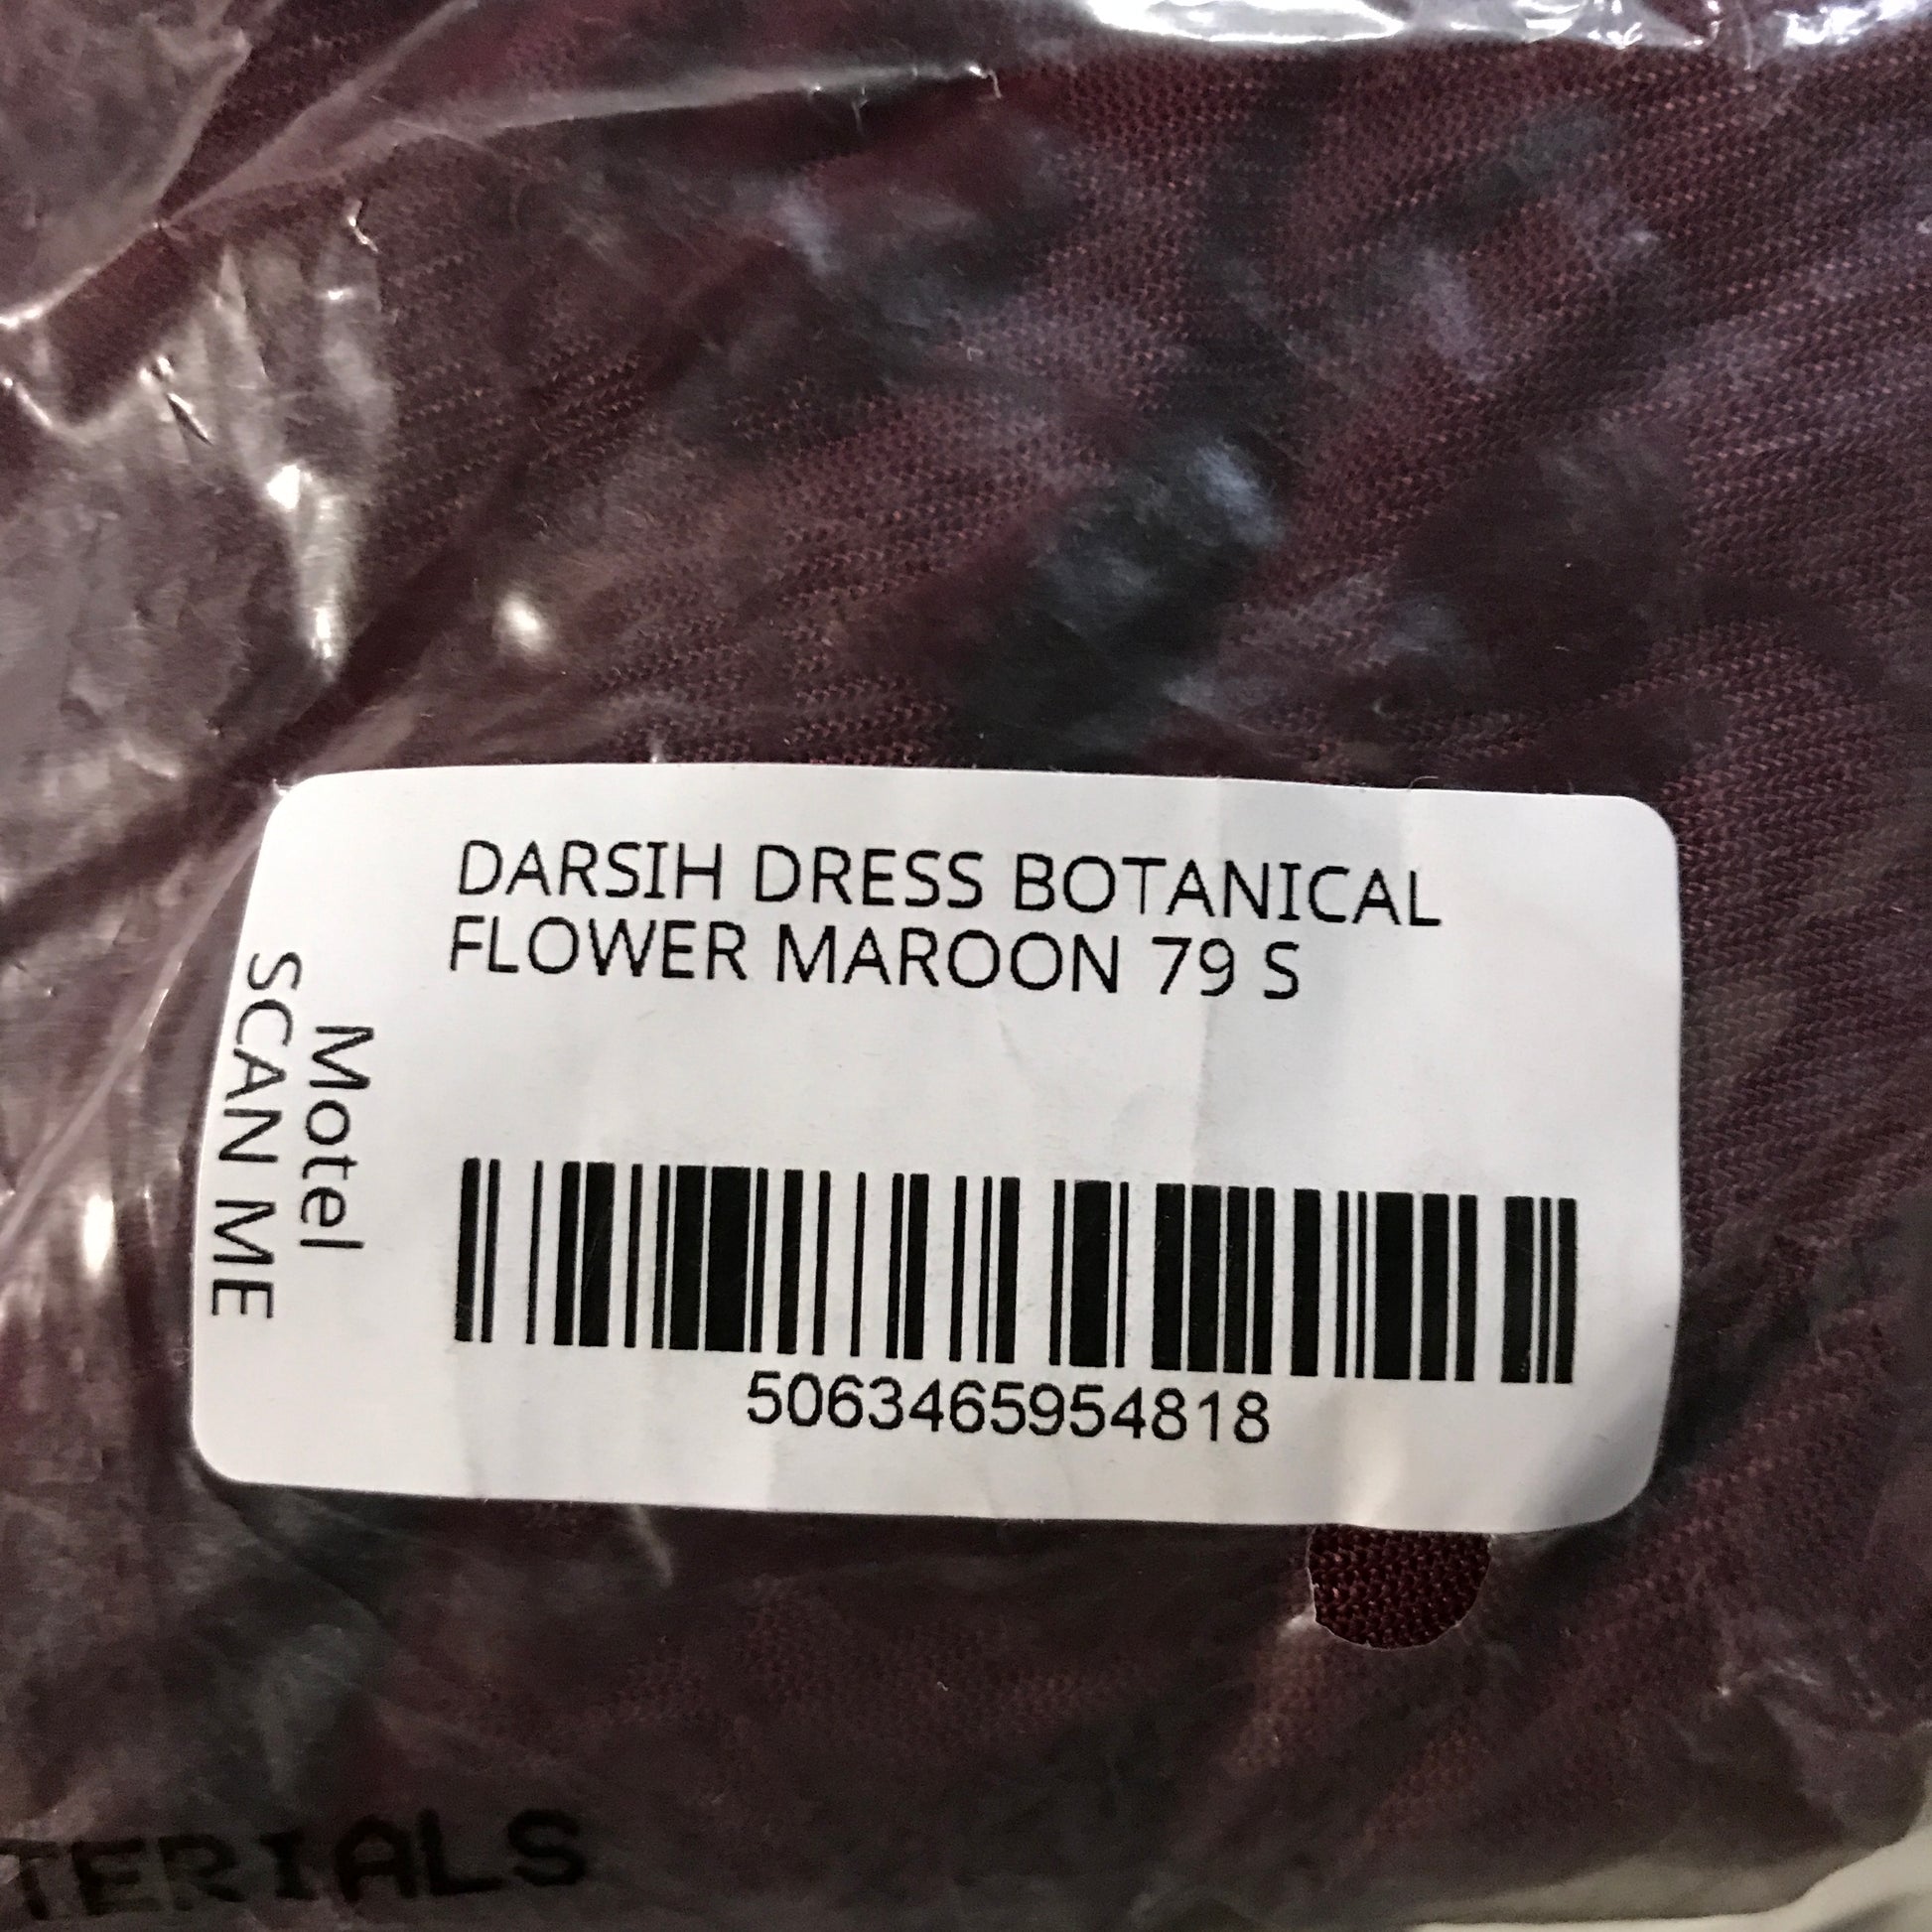 DARSIH DRESS BOTANICAL
FLOWER MAROON 79 S
Motel
SCAN ME
5063465954818
TERIALS